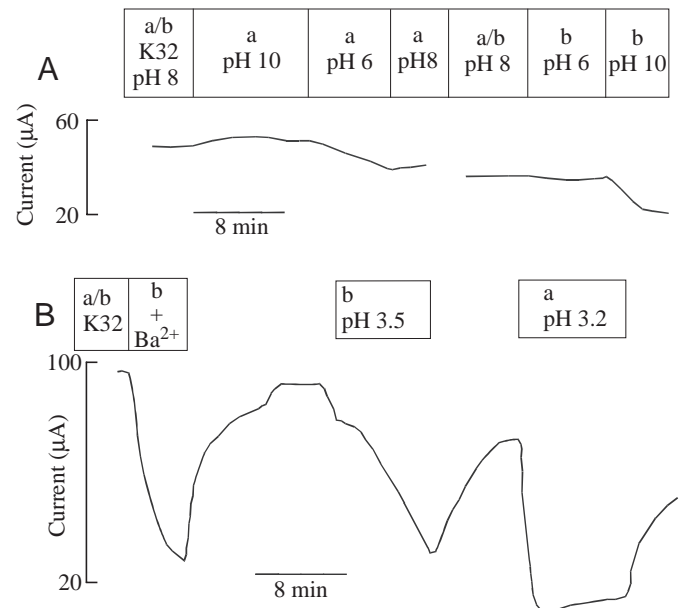 A
a/b
K32
pH 8
a
pH 10
a
pH 6
a
pH8
a/b
pH 8
b
pH 6
b
pH 10
60
20
Current (µA)
8 min
B
a/b
K32
b
+
Ba²⁺
b
pH 3.5
a
pH 3.2
100
20
Current (µA)
8 min